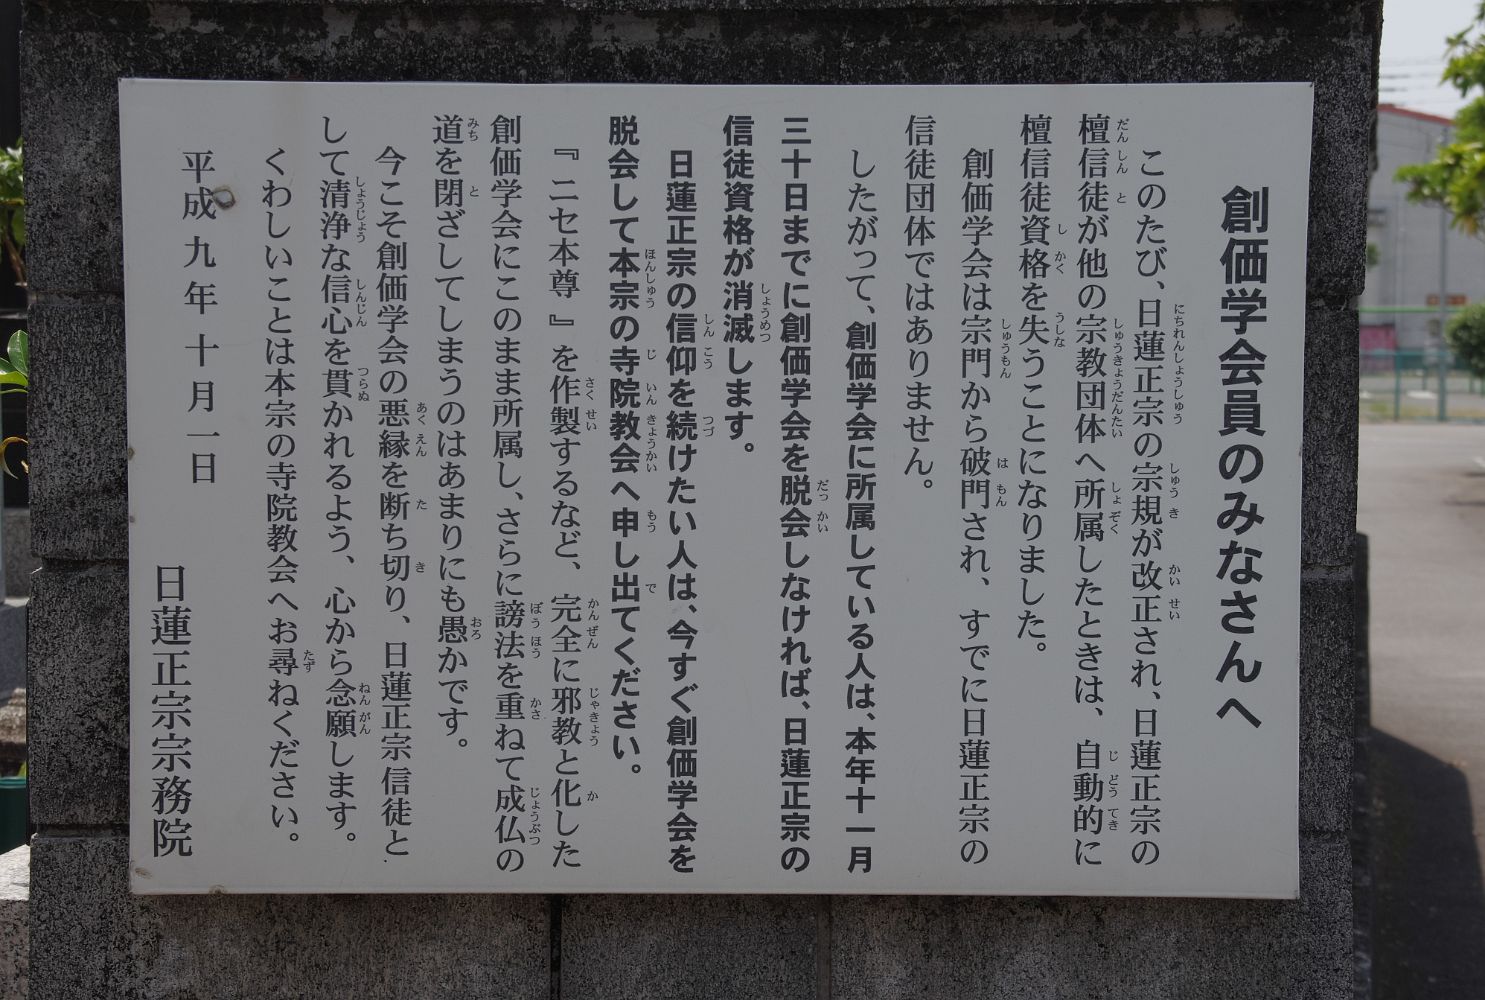 創価学会員のみなさんへ
このたび、日蓮正宗の宗規が改正され、日蓮正宗の
檀信徒が他の宗教団体へ所属したときは、自動的に
檀信徒資格を失うことになりました。
創価学会は宗門から破門され、すでに日蓮正宗の
信徒団体ではありません。
したがって、創価学会に所属している人は、本年十一月
三十日までに創価学会を脱会しなければ、日蓮正宗の
信徒資格が消滅します。
日蓮正宗の信仰を続けたい人は、今すぐ創価学会を
脱会して本宗の寺院教会へ申し出てください。
『ニセ本尊』を作製するなど、完全に邪教と化した
創価学会にこのまま所属し、さらに謗法を重ねて成仏の
道を閉ざしてしまうのはあまりにも愚かです。
今こそ創価学会の悪縁を断ち切り、日蓮正宗信徒と
して清浄な信心を貫かれるよう、心から念願します。
くわしいことは本宗の寺院教会へお尋ねください。
平成九年十月一日
日蓮正宗宗務院